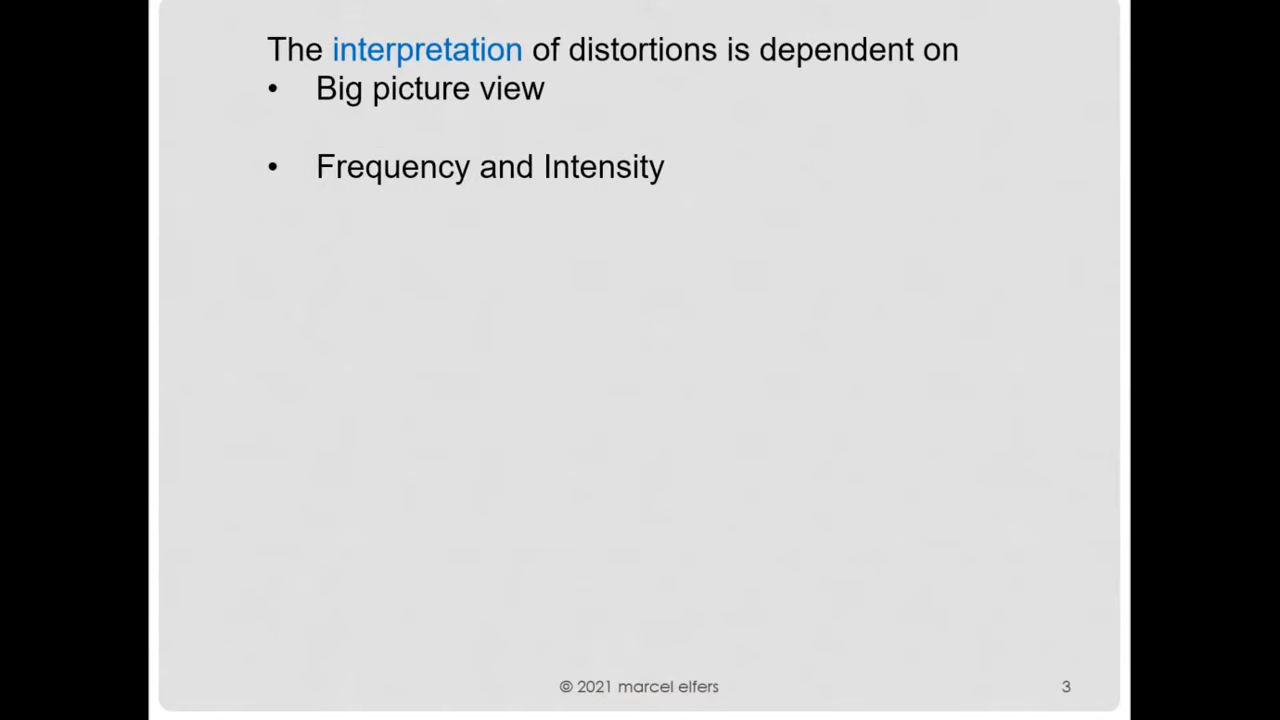 The interpretation of distortions is dependent on
• Big picture view
• Frequency and Intensity
© 2021 marcel elfers
3